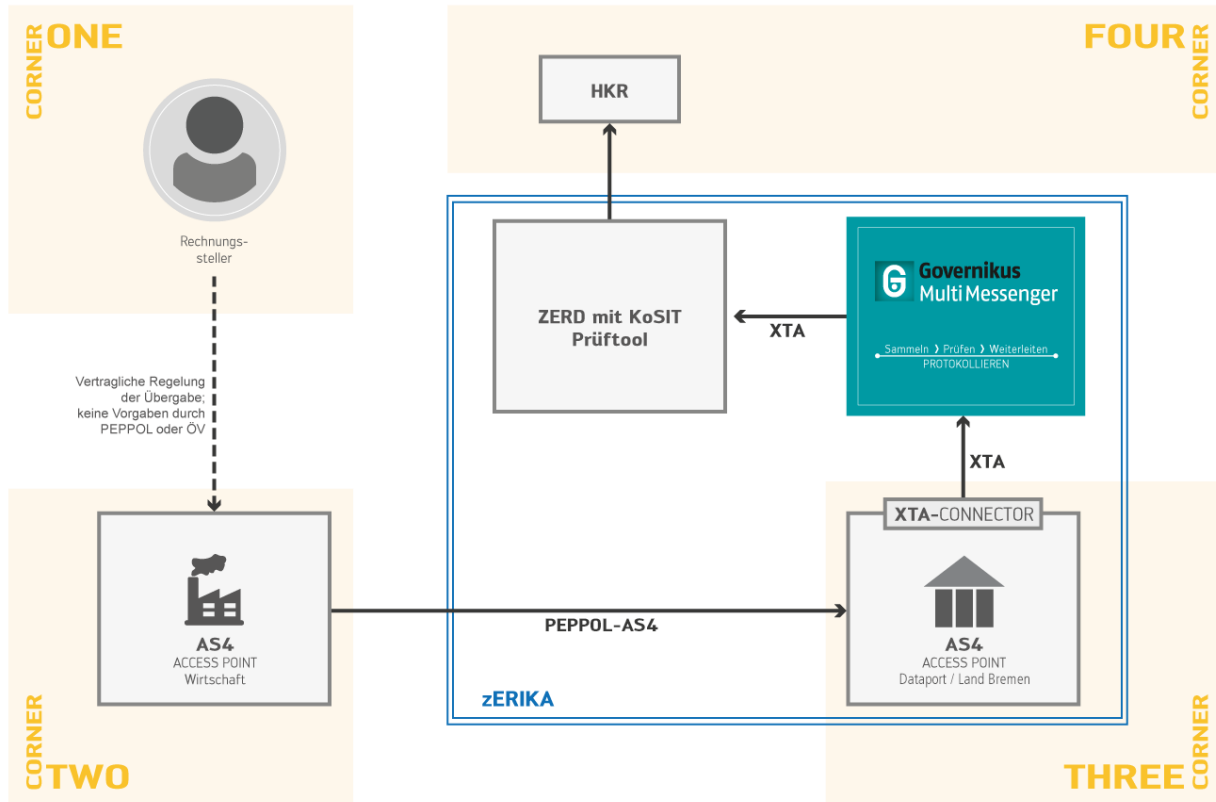 CORNER ONE
Rechnungs-
steller
Vertragliche Regelung
der Übergabe;
keine Vorgaben durch
PEPPOL oder ÖV
CORNER TWO
AS4
ACCESS POINT
Wirtschaft
PEPPOL-AS4
zERIKA
THREE CORNER
XTA-CONNECTOR
AS4
ACCESS POINT
Dataport / Land Bremen
XTA
G Governikus
MultiMessenger
Sammeln ❯ Prüfen ❯ Weiterleiten
PROTOKOLLIEREN
XTA
ZERD mit KoSIT
Prüftool
HKR
FOUR CORNER